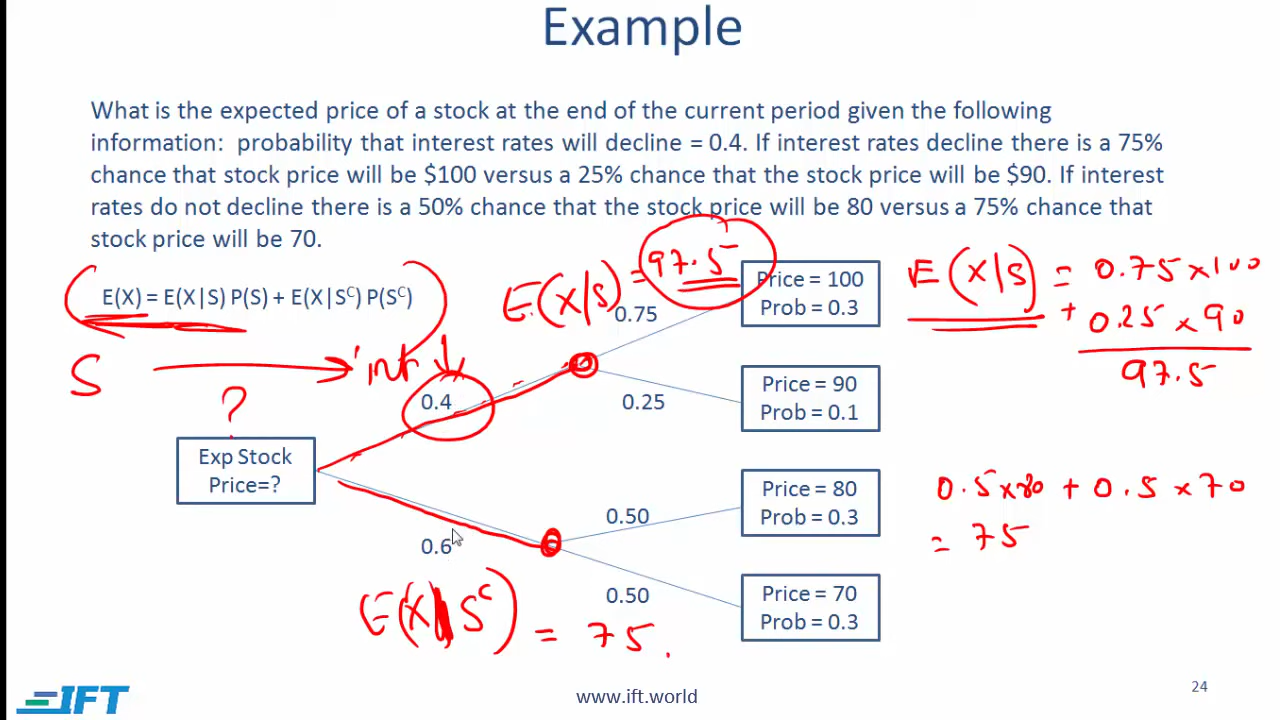 Example
What is the expected price of a stock at the end of the current period given the following
information: probability that interest rates will decline = 0.4. If interest rates decline there is a 75%
chance that stock price will be $100 versus a 25% chance that the stock price will be $90. If interest
rates do not decline there is a 50% chance that the stock price will be 80 versus a 75% chance that
stock price will be 70.
E(X) = E(X|S) P(S) + E(X|Sᶜ) P(Sᶜ)
E(X|S) = 97.5
Price = 100
Prob = 0.3
E(X|S) = 0.75 x 100
+ 0.25 x 90
97.5
S → int ↓
0.75
?
0.4
0.25
Price = 90
Prob = 0.1
Exp Stock
Price=?
Price = 80
Prob = 0.3
0.5 x 80 + 0.5 x 70
= 75
0.50
0.6
0.50
Price = 70
Prob = 0.3
E(X|Sᶜ) = 75.
IFT
www.ift.world
24